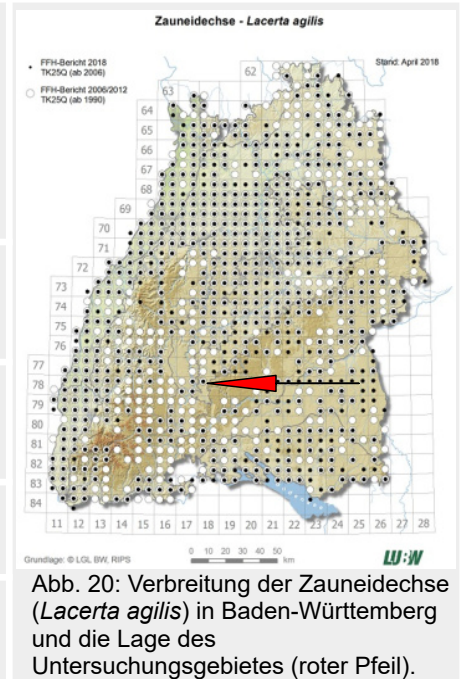 Zauneidechse - Lacerta agilis
FFH-Bericht 2018
TK25Q (ab 2006)
FFH-Bericht 2006/2012
TK25Q (ab 1990)
Stand: April 2018
62
63
64
65
66
67
68
69
70
71
72
73
74
75
76
77
78
79
80
81
82
83
84
11 12 13 14 15 16 17 18 19 20 21 22 23 24 25 26 27 28
Grundlage: © LGL BW, RIPS
0 10 20 30 40 50
km
LU:W
Abb. 20: Verbreitung der Zauneidechse
(Lacerta agilis) in Baden-Württemberg
und die Lage des
Untersuchungsgebietes (roter Pfeil).